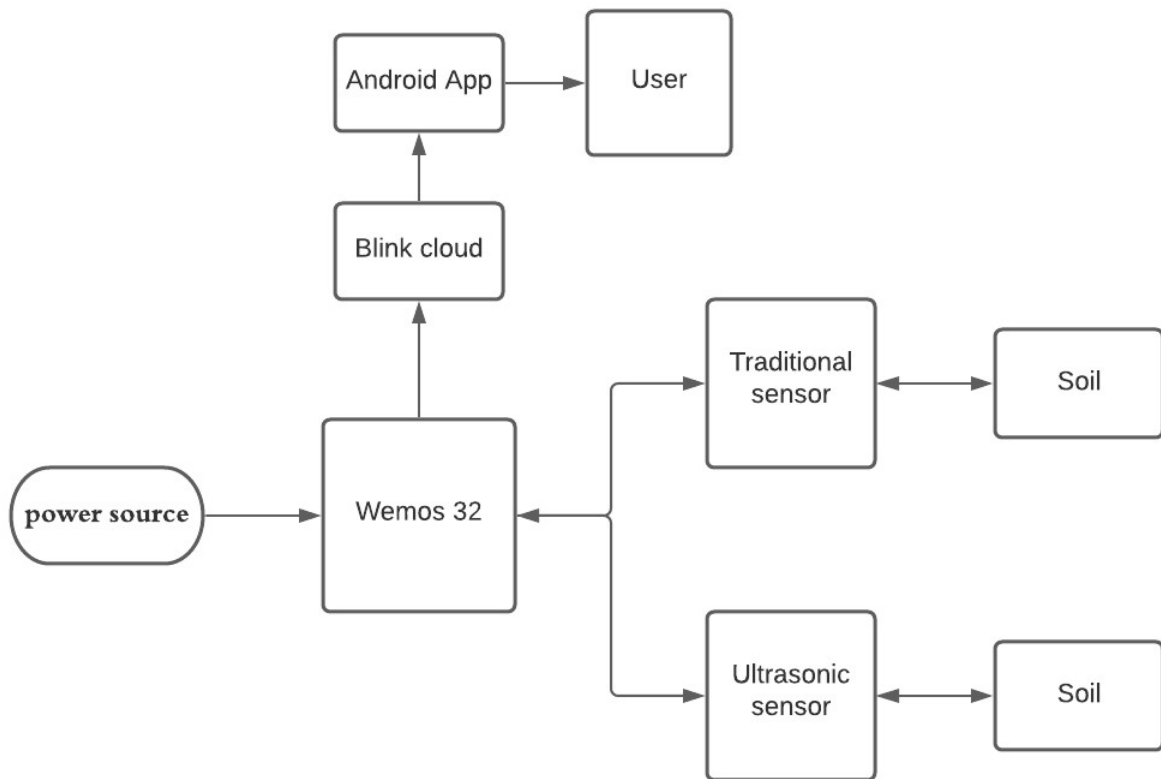 Android App
User
Blink cloud
Traditional
sensor
Soil
power source
Wemos 32
Ultrasonic
sensor
Soil